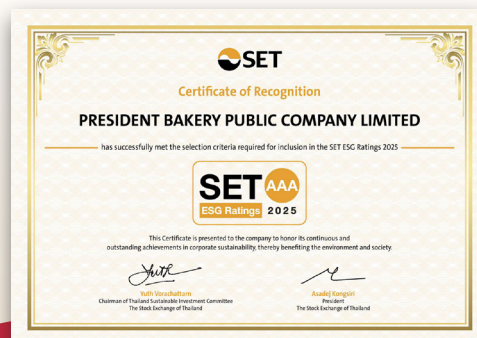 SET
Certificate of Recognition
PRESIDENT BAKERY PUBLIC COMPANY LIMITED
has successfully met the selection criteria required for inclusion in the SET ESG Ratings 2025
SET AAA
ESG Ratings 2025
This Certificate is presented to the company to honor its continuous and
outstanding achievements in corporate sustainability, thereby benefiting the environment and society.
Yuth Worachattarn
Chairman of Thailand Sustainable Investment Committee
The Stock Exchange of Thailand
Asadej Kongsiri
President
The Stock Exchange of Thailand